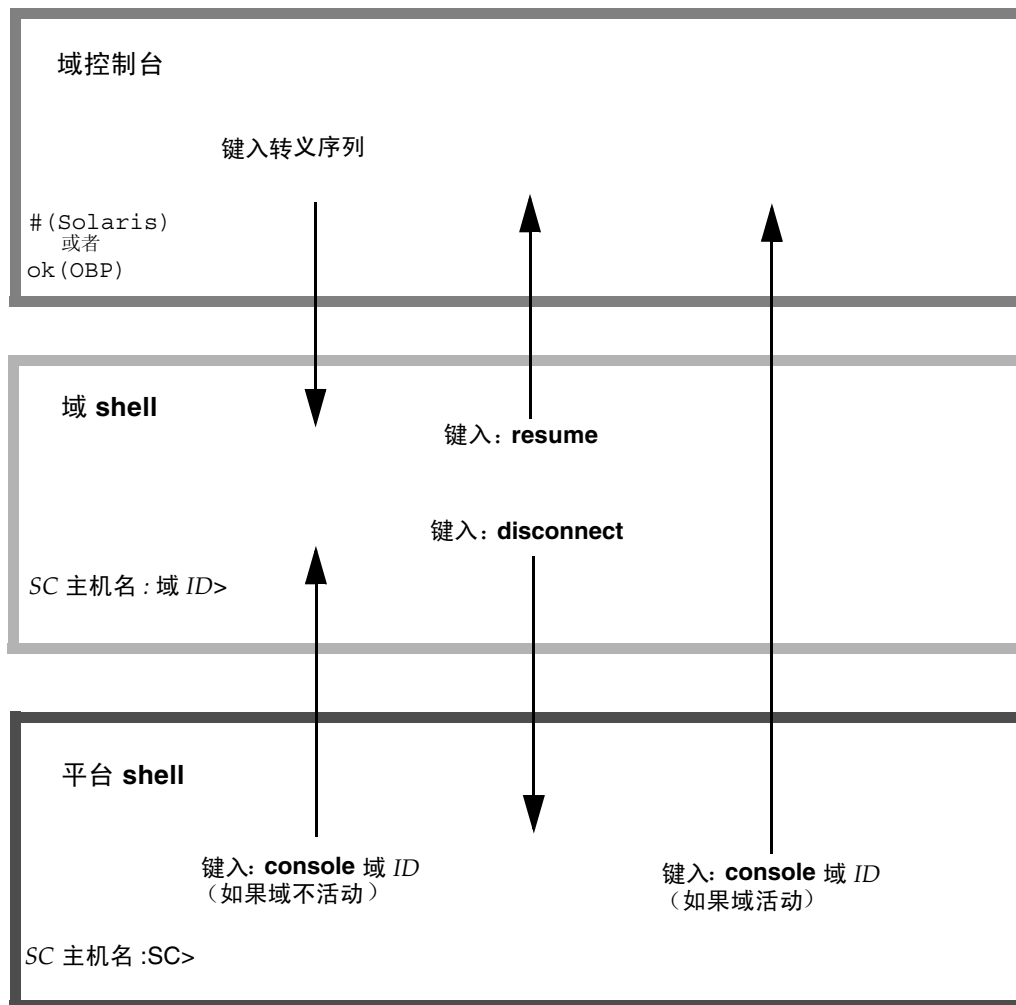 域控制台
键入转义序列
#(Solaris)
或者
ok(OBP)
域 shell
键入: resume
键入: disconnect
SC 主机名 : 域 ID>
平台 shell
键入: console 域 ID
（如果域不活动）
键入: console 域 ID
（如果域活动）
SC 主机名 :SC>